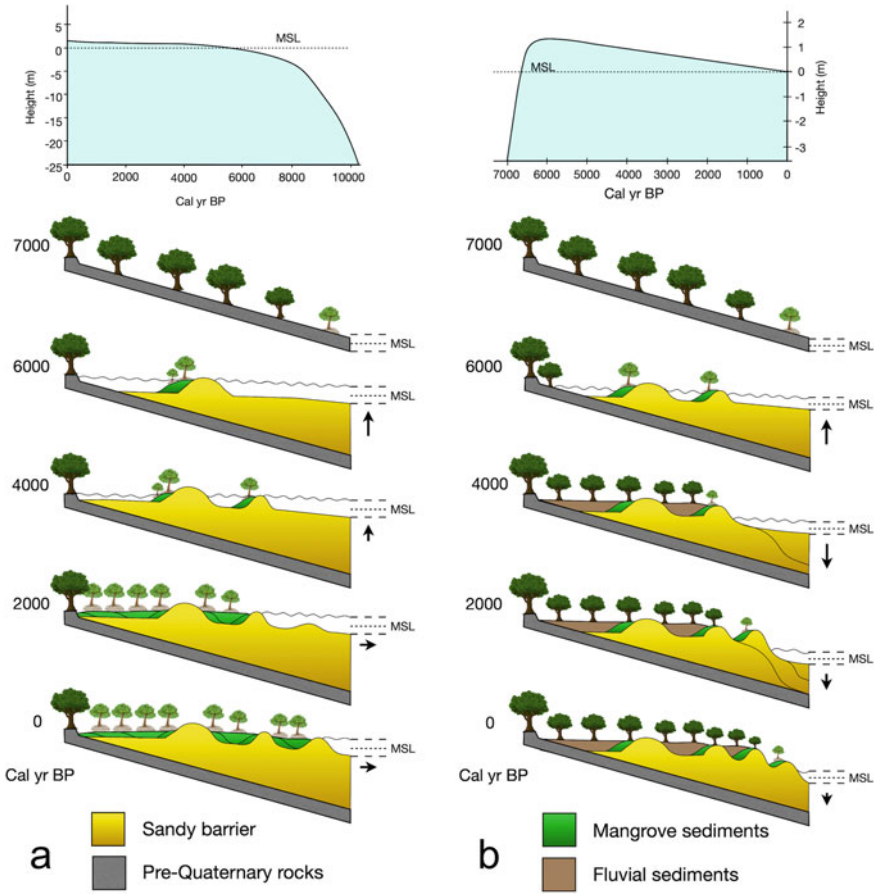 5
0
-5
-10
-15
-20
-25
Height (m)
MSL
0 2000 4000 6000 8000 10000
Cal yr BP
2
1
0
-1
-2
-3
Height (m)
MSL
7000 6000 5000 4000 3000 2000 1000 0
Cal yr BP
7000
MSL
6000
MSL
4000
MSL
2000
MSL
0
MSL
Cal yr BP
7000
MSL
6000
MSL
4000
MSL
2000
MSL
0
MSL
Cal yr BP
a
Sandy barrier
Pre-Quaternary rocks
b
Mangrove sediments
Fluvial sediments